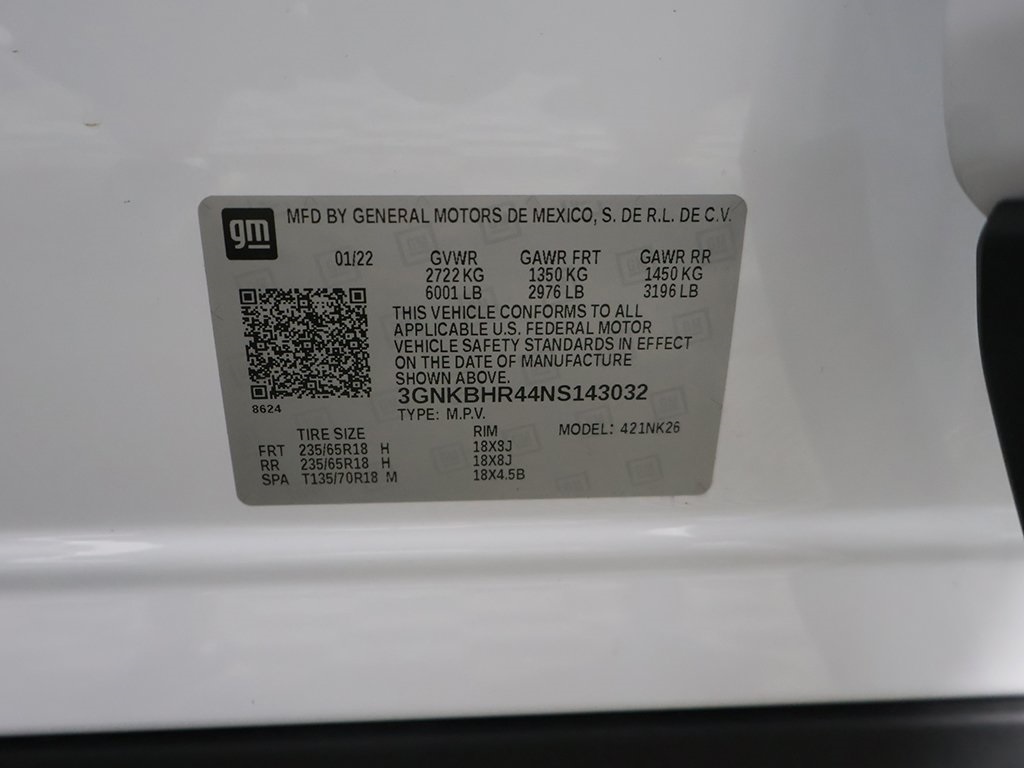 gm
MFD BY GENERAL MOTORS DE MEXICO, S. DE R.L. DE C.V.
01/22 GVWR GAWR FRT GAWR RR
2722 KG 1350 KG 1450 KG
6001 LB 2976 LB 3196 LB
THIS VEHICLE CONFORMS TO ALL
APPLICABLE U.S. FEDERAL MOTOR
VEHICLE SAFETY STANDARDS IN EFFECT
ON THE DATE OF MANUFACTURE
SHOWN ABOVE.
3GNKBHR44NS143032
8624
TYPE: M.P.V.
TIRE SIZE RIM MODEL: 421NK26
FRT 235/65R18 H 18X8J
RR 235/65R18 H 18X8J
SPA T135/70R18 M 18X4.5B